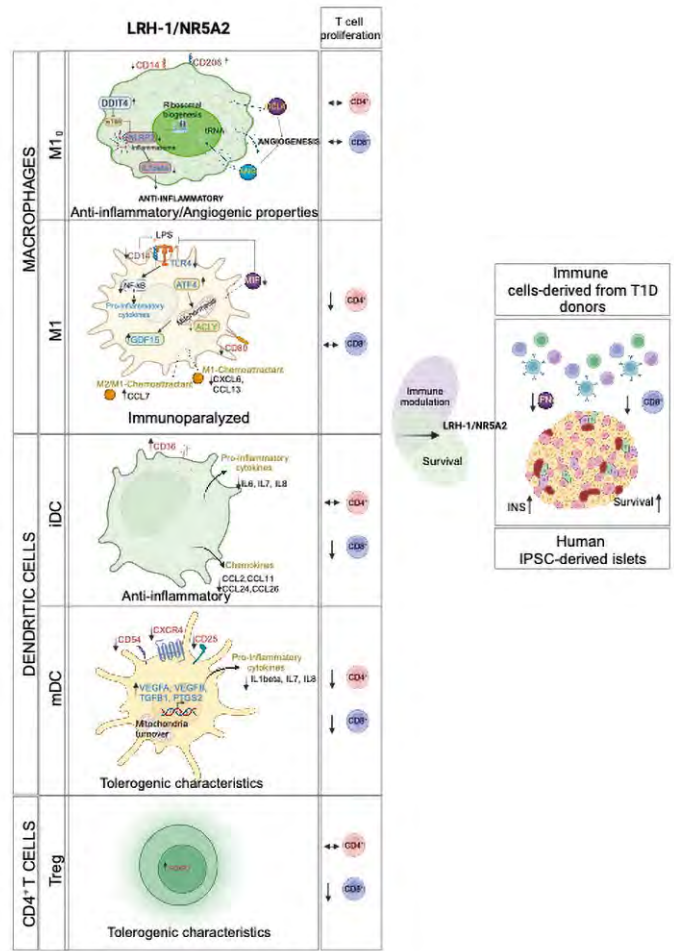 LRH-1/NR5A2
T cell
proliferation
MACROPHAGES
M1₀
CD14
CD206
DDIT4
mTOR
NLRP3
Inflammasome
Ribosomal
biogenesis
tRNA
ANG
ANGIOGENESIS
ANTI-INFLAMMATORY
Anti-inflammatory/Angiogenic properties
CD4⁺
CD8⁺
M1
LPS
CD14
TLR4
NF-kB
ATF4
MIF
Pro-Inflammatory
cytokines
Mitohormesis
GDF15
ACLY
CD80
M1-Chemoattractant
CXCL6,
CCL13
M2/M1-Chemoattractant
CCL7
Immunoparalyzed
CD4⁺
CD8⁺
DENDRITIC CELLS
iDC
CD36
Pro-inflammatory
cytokines
IL6, IL7, IL8
Chemokines
CCL2,CCL11
CCL24,CCL26
Anti-inflammatory
CD4⁺
CD8⁺
mDC
CD54
CXCR4
CD25
Pro-Inflammatory
cytokines
IL1beta, IL7, IL8
VEGFA, VEGFB,
TGFB1, PTGS2
Mitochondria
turnover
Tolerogenic characteristics
CD4⁺
CD8⁺
CD4⁺T CELLS
Treg
Tolerogenic characteristics
CD4⁺
CD8⁺
Immune
modulation
LRH-1/NR5A2
Survival
Immune
cells-derived from T1D
donors
CD8⁺
INS
Survival
Human
IPSC-derived islets